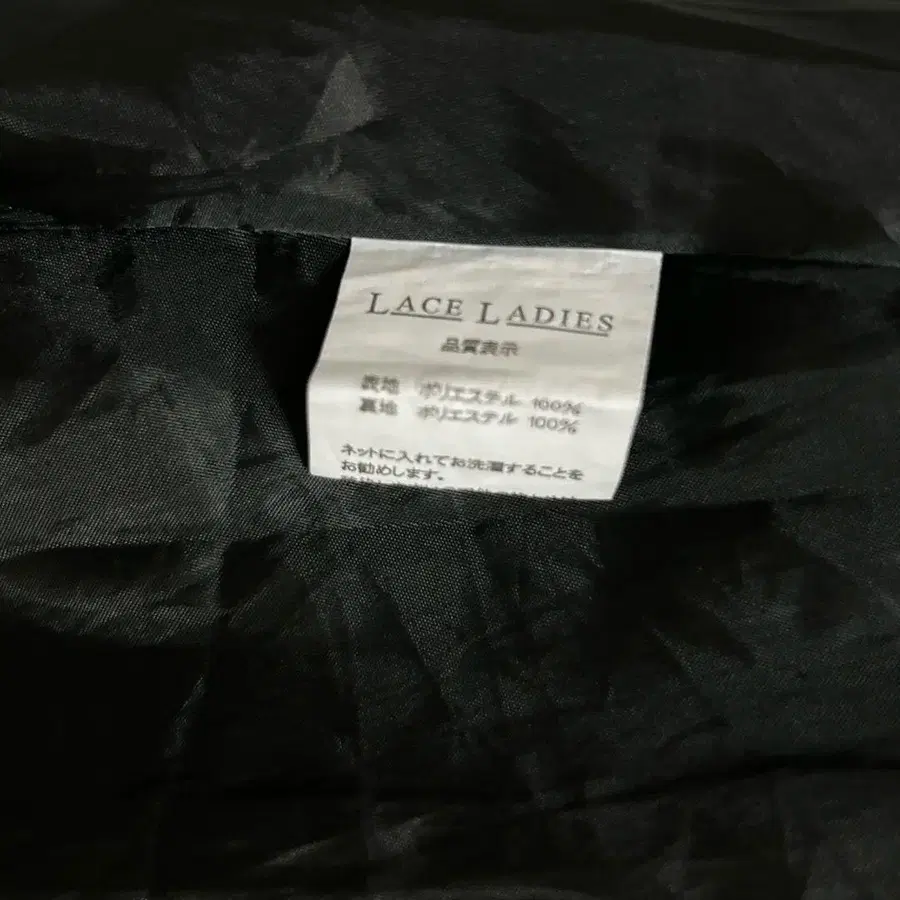 LACE LADIES
品質表示
表地 ポリエステル 100%
裏地 ポリエステル 100%
ネットに入れてお洗濯することを
お勧めします。